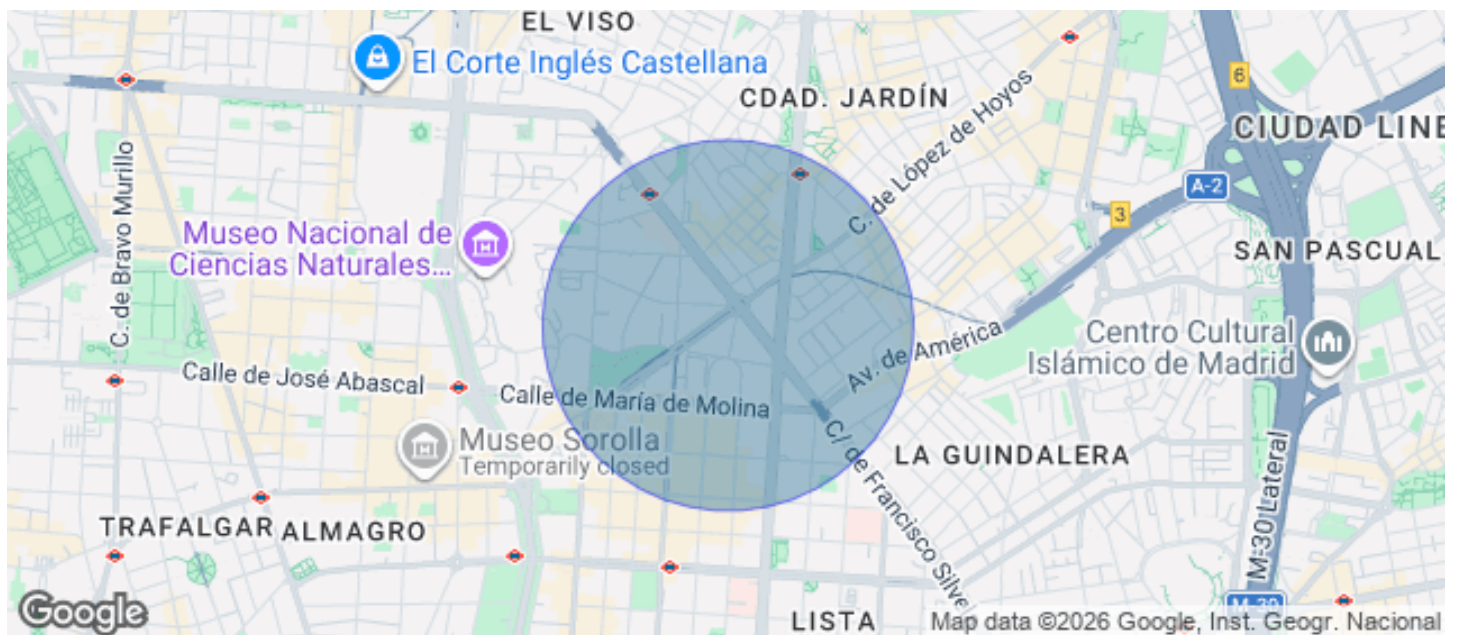 EL VISO
El Corte Inglés Castellana
CDAD. JARDÍN
6
CIUDAD LINE
C. de Bravo Murillo
C. de López de Hoyos
A-2
3
Museo Nacional de
Ciencias Naturales...
SAN PASCUAL
Centro Cultural
Islámico de Madrid
Av. de América
Calle de José Abascal
Calle de María de Molina
Museo Sorolla
Temporarily closed
C/ de Francisco Silve
LA GUINDALERA
M-30 Lateral
TRAFALGAR
ALMAGRO
M-30
Google
LISTA
Map data ©2026 Google, Inst. Geogr. Nacional